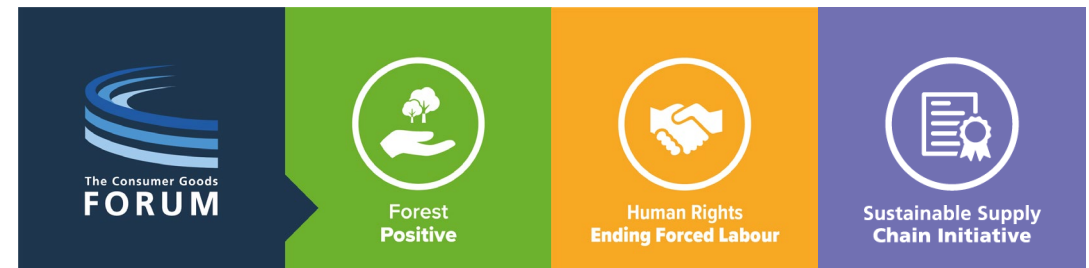 The Consumer Goods
FORUM
Forest
Positive
Human Rights
Ending Forced Labour
Sustainable Supply
Chain Initiative